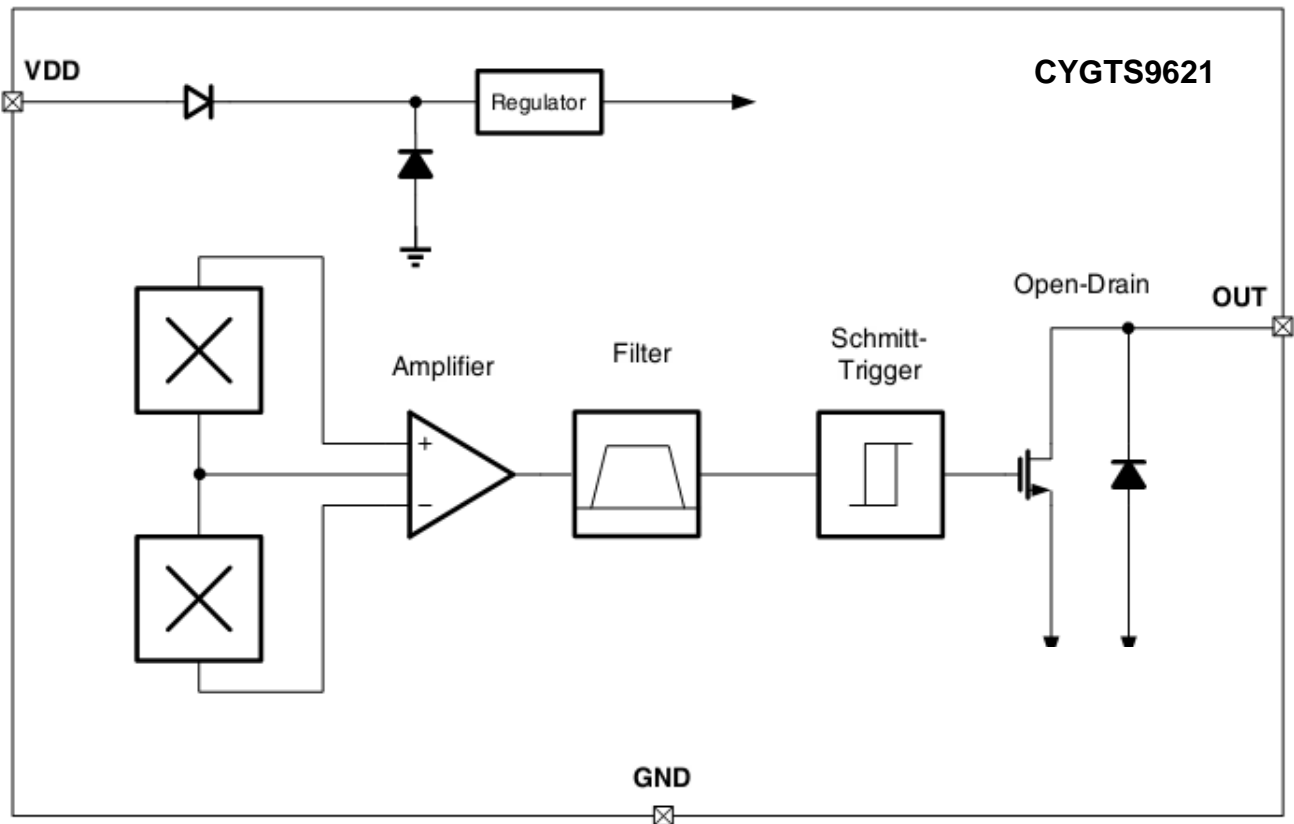 VDD
CYGTS9621
Regulator
Open-Drain
OUT
Amplifier
Filter
Schmitt-
Trigger
+
−
GND